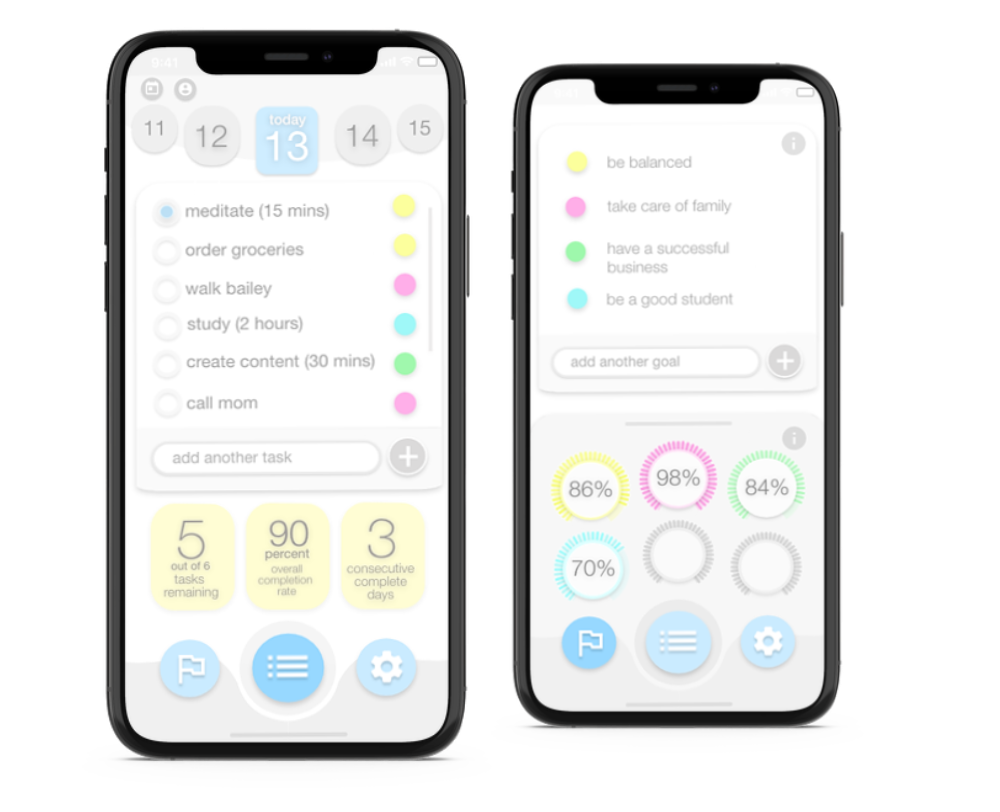 9:41
11
12
today
13
14
15
meditate (15 mins)
order groceries
walk bailey
study (2 hours)
create content (30 mins)
call mom
add another task
5
out of 6
tasks
remaining
90
percent
overall
completion
rate
3
consecutive
complete
days
be balanced
take care of family
have a successful
business
be a good student
add another goal
86%
98%
84%
70%